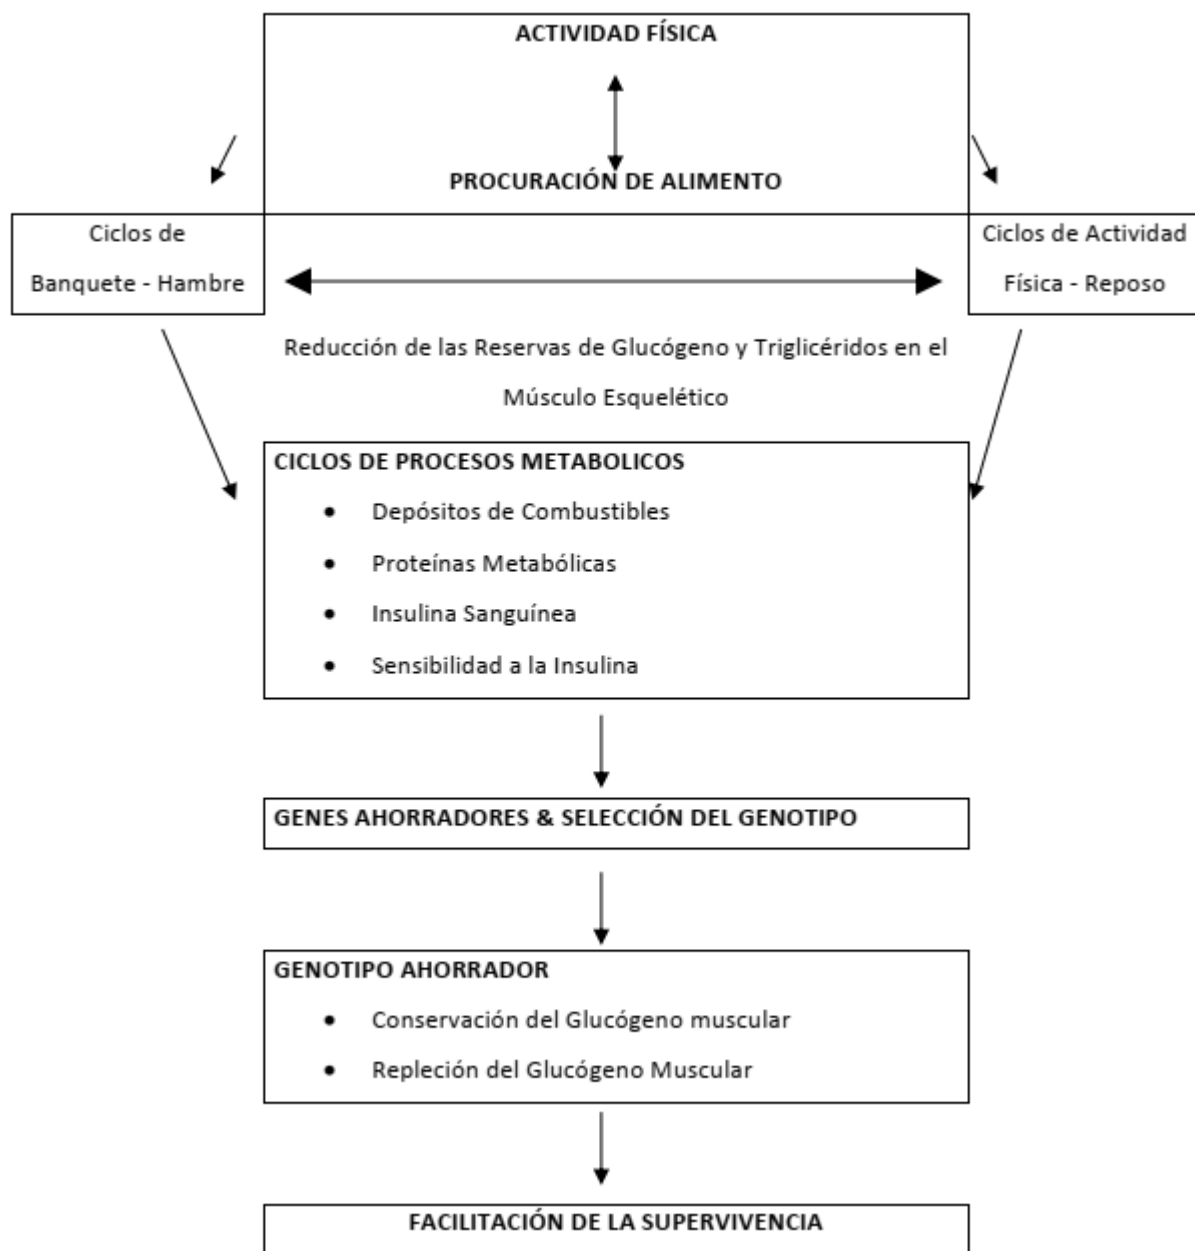 ACTIVIDAD FÍSICA
PROCURACIÓN DE ALIMENTO
Ciclos de
Banquete - Hambre
Ciclos de Actividad
Física - Reposo
Reducción de las Reservas de Glucógeno y Triglicéridos en el
Músculo Esquelético
CICLOS DE PROCESOS METABOLICOS
• Depósitos de Combustibles
• Proteínas Metabólicas
• Insulina Sanguínea
• Sensibilidad a la Insulina
GENES AHORRADORES & SELECCIÓN DEL GENOTIPO
GENOTIPO AHORRADOR
• Conservación del Glucógeno muscular
• Repleción del Glucógeno Muscular
FACILITACIÓN DE LA SUPERVIVENCIA